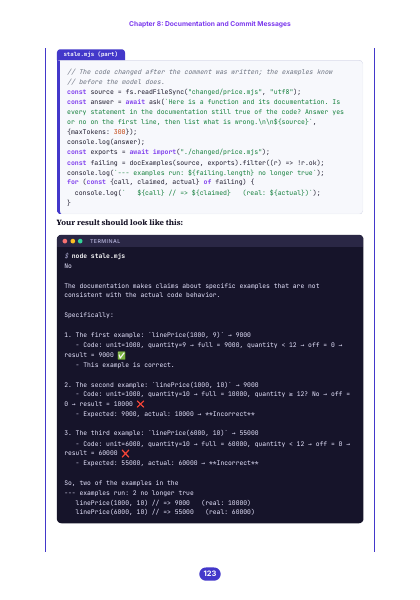 Chapter 8: Documentation and Commit Messages
stale.mjs (part)
// The code changed after the comment was written; the examples know
// before the model does.
const source = fs.readFileSync("changed/price.mjs", "utf8");
const answer = await ask(`Here is a function and its documentation. Is
every statement in the documentation still true of the code? Answer yes
or no on the first line, then list what is wrong.\n\n${source}`,
{maxTokens: 300});
console.log(answer);
const exports = await import("./changed/price.mjs");
const failing = docExamples(source, exports).filter((r) => !r.ok);
console.log(`--- examples run: ${failing.length} no longer true`);
for (const {call, claimed, actual} of failing) {
  console.log(`   ${call} // => ${claimed}   (real: ${actual})`);
}
Your result should look like this:
TERMINAL
$ node stale.mjs
No
The documentation makes claims about specific examples that are not
consistent with the actual code behavior.
Specifically:
1. The first example: `linePrice(1000, 9)` → 9000
   - Code: unit=1000, quantity=9 → full = 9000, quantity < 12 → off = 0 →
result = 9000 ✅
   - This example is correct.
2. The second example: `linePrice(1000, 10)` → 9000
   - Code: unit=1000, quantity=10 → full = 10000, quantity ≥ 12? No → off =
0 → result = 10000 ❌
   - Expected: 9000, actual: 10000 → **Incorrect**
3. The third example: `linePrice(6000, 10)` → 55000
   - Code: unit=6000, quantity=10 → full = 60000, quantity < 12 → off = 0 →
result = 60000 ❌
   - Expected: 55000, actual: 60000 → **Incorrect**
So, two of the examples in the
--- examples run: 2 no longer true
   linePrice(1000, 10) // => 9000   (real: 10000)
   linePrice(6000, 10) // => 55000   (real: 60000)
123